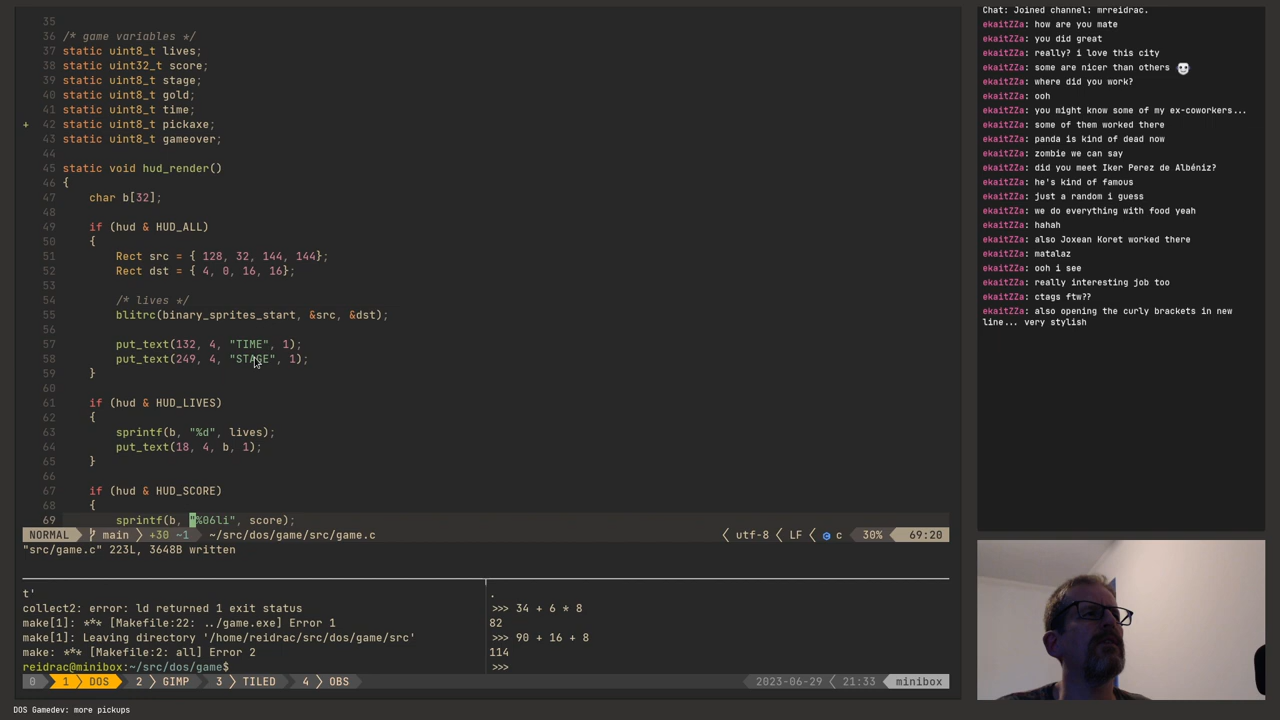 35
36 /* game variables */
37 static uint8_t lives;
38 static uint32_t score;
39 static uint8_t stage;
40 static uint8_t gold;
41 static uint8_t time;
+ 42 static uint8_t pickaxe;
43 static uint8_t gameover;
44
45 static void hud_render()
46 {
47 char b[32];
48
49 if (hud & HUD_ALL)
50 {
51 Rect src = { 128, 32, 144, 144};
52 Rect dst = { 4, 0, 16, 16};
53
54 /* lives */
55 blitrc(binary_sprites_start, &src, &dst);
56
57 put_text(132, 4, "TIME", 1);
58 put_text(249, 4, "STAGE", 1);
59 }
60
61 if (hud & HUD_LIVES)
62 {
63 sprintf(b, "%d", lives);
64 put_text(18, 4, b, 1);
65 }
66
67 if (hud & HUD_SCORE)
68 {
69 sprintf(b, "%06li", score);
NORMAL main +30 ~1 ~/src/dos/game/src/game.c utf-8 LF c 30% 69:20
"src/game.c" 223L, 3648B written
t'
collect2: error: ld returned 1 exit status
make[1]: *** [Makefile:22: ../game.exe] Error 1
make[1]: Leaving directory '/home/reidrac/src/dos/game/src'
make: *** [Makefile:2: all] Error 2
reidrac@minibox:~/src/dos/game$
.
>>> 34 + 6 * 8
82
>>> 90 + 16 + 8
114
>>>
0 1 DOS 2 GIMP 3 TILED 4 OBS 2023-06-29 21:33 minibox
DOS Gamedev: more pickups
Chat: Joined channel: mrreidrac.
ekaitZZa: how are you mate
ekaitZZa: you did great
ekaitZZa: really? i love this city
ekaitZZa: some are nicer than others
ekaitZZa: where did you work?
ekaitZZa: ooh
ekaitZZa: you might know some of my ex-coworkers...
ekaitZZa: some of them worked there
ekaitZZa: panda is kind of dead now
ekaitZZa: zombie we can say
ekaitZZa: did you meet Iker Perez de Albéniz?
ekaitZZa: he's kind of famous
ekaitZZa: just a random i guess
ekaitZZa: we do everything with food yeah
ekaitZZa: hahah
ekaitZZa: also Joxean Koret worked there
ekaitZZa: matalaz
ekaitZZa: ooh i see
ekaitZZa: really interesting job too
ekaitZZa: ctags ftw??
ekaitZZa: also opening the curly brackets in new
line... very stylish